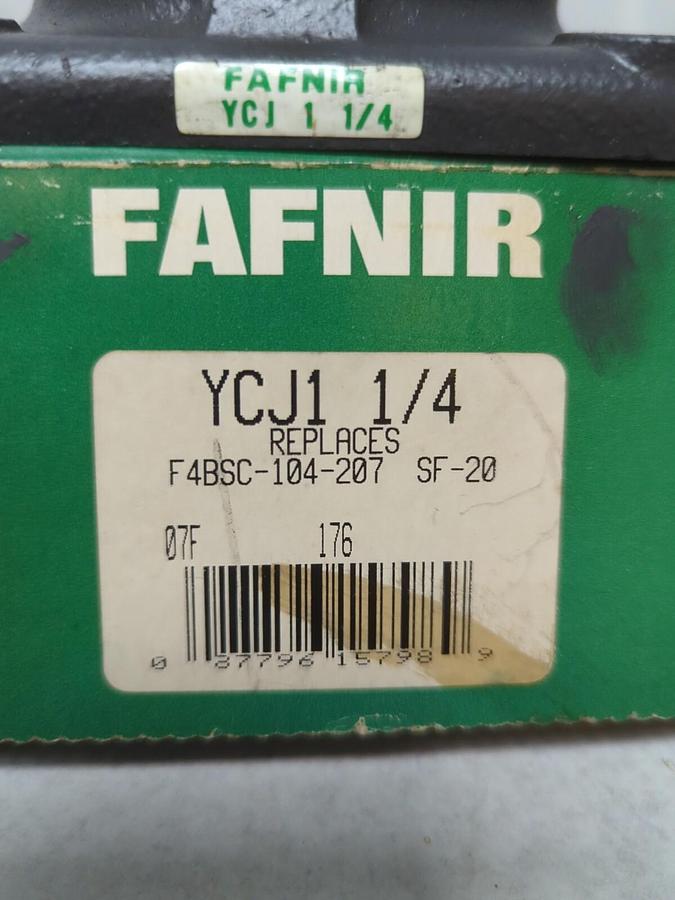 FAFNIR
YCJ 1 1/4
FAFNIR
YCJ1 1/4
REPLACES
F4BSC-104-207 SF-20
07F 176
0 87796 15798 9